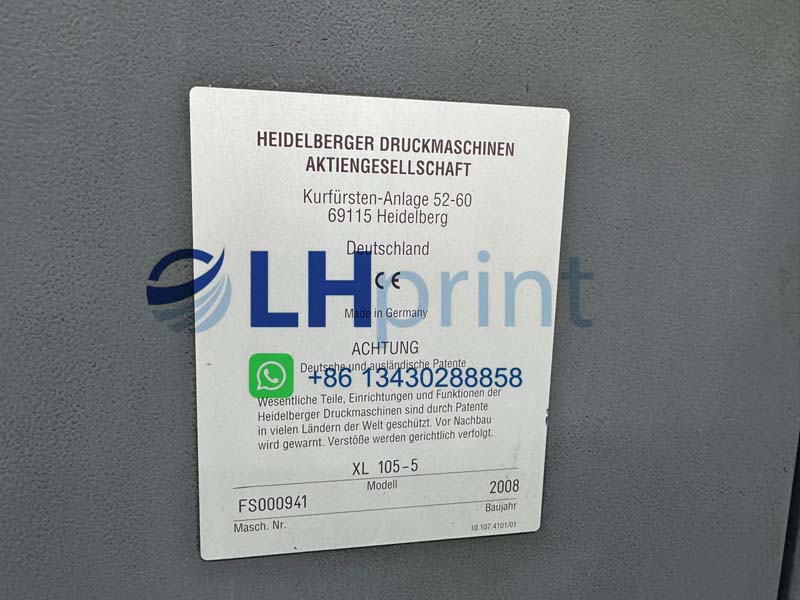 HEIDELBERGER DRUCKMASCHINEN
AKTIENGESELLSCHAFT
Kurfürsten-Anlage 52-60
69115 Heidelberg
Deutschland
CE
LHprint
Made in Germany
ACHTUNG
Deutsche und ausländische Patente
+86 13430288858
Wesentliche Teile, Einrichtungen und Funktionen der
Heidelberger Druckmaschinen sind durch Patente
in vielen Ländern der Welt geschützt. Vor Nachbau
wird gewarnt. Verstöße werden gerichtlich verfolgt.
XL 105-5
Modell
FS000941
2008
Masch. Nr.
Baujahr
10.107.4101/01